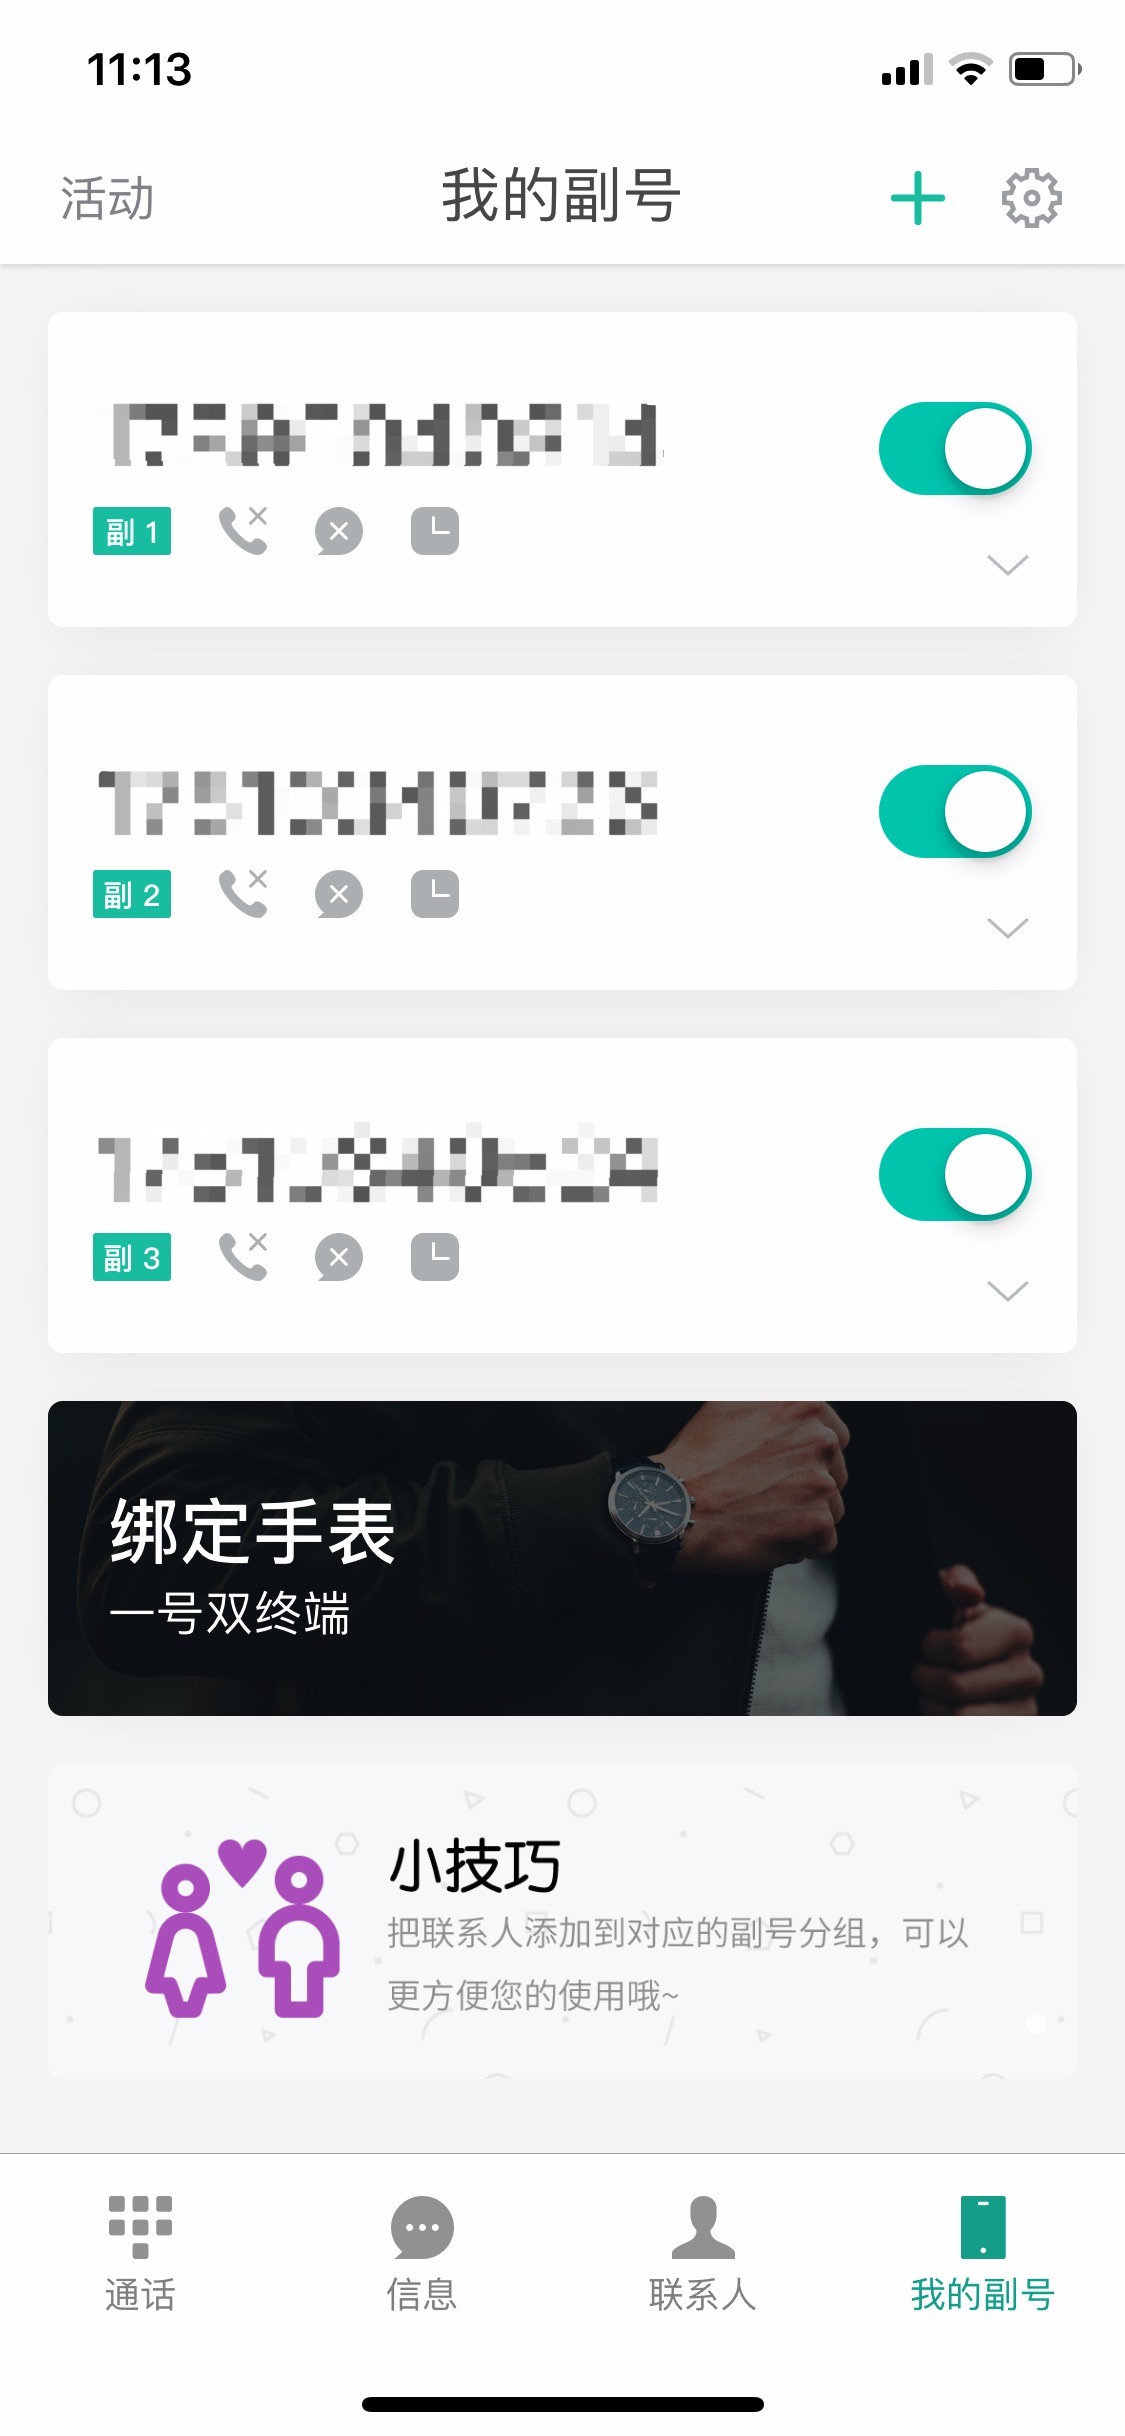 11:13
活动
我的副号
副 1
副 2
副 3
绑定手表
一号双终端
小技巧
把联系人添加到对应的副号分组，可以
更方便您的使用哦~
通话
信息
联系人
我的副号